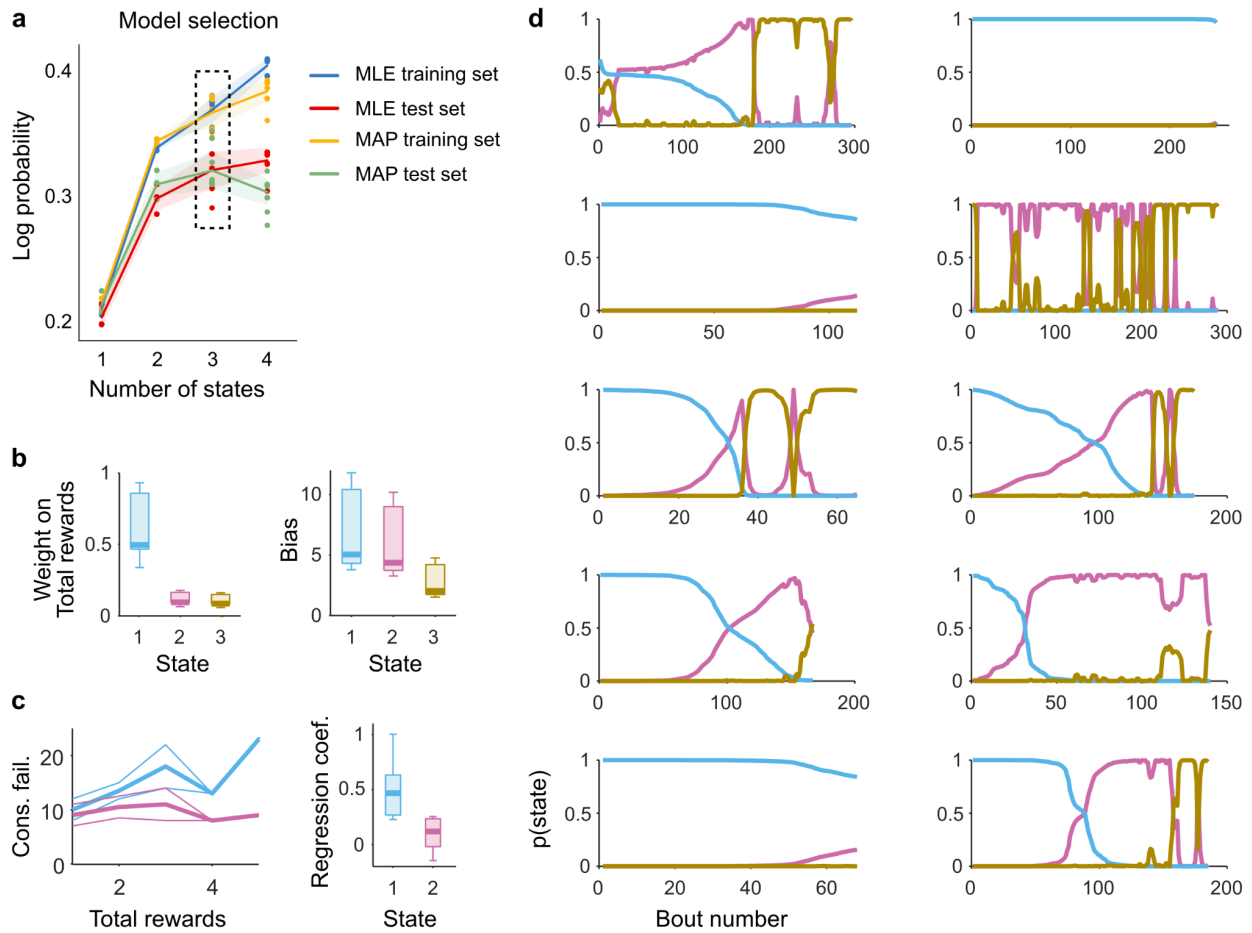 a
Model selection
0.4
0.3
0.2
Log probability
1 2 3 4
Number of states
MLE training set
MLE test set
MAP training set
MAP test set
b
1
0.5
0
Weight on
Total rewards
1 2 3
State
10
5
0
Bias
1 2 3
State
c
20
10
0
Cons. fail.
2 4
Total rewards
1
0.5
0
Regression coef.
1 2
State
d
1
0.5
0
100 200 300
1
0.5
0
0 100 200
1
0.5
0
50 100
1
0.5
0
0 100 200 300
1
0.5
0
0 20 40 60
1
0.5
0
0 100 200
1
0.5
0
0 100 200
1
0.5
0
0 50 100 150
1
0.5
0
p(state)
0 20 40 60
Bout number
1
0.5
0
0 100 200